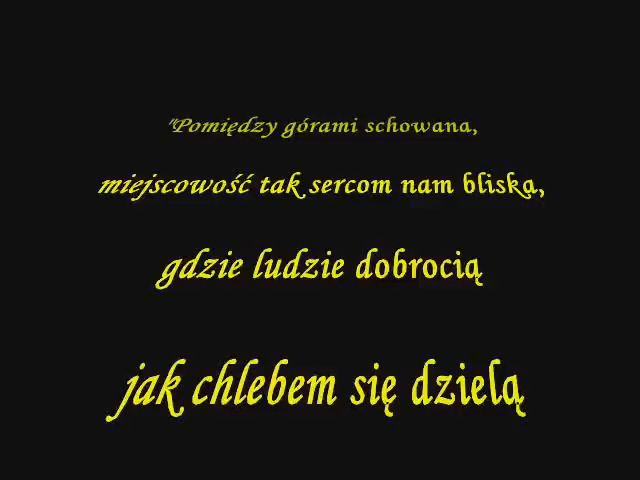 "Pomiędzy górami schowana,
miejscowość tak sercom nam bliska,
gdzie ludzie dobrocią
jak chlebem się dzielą